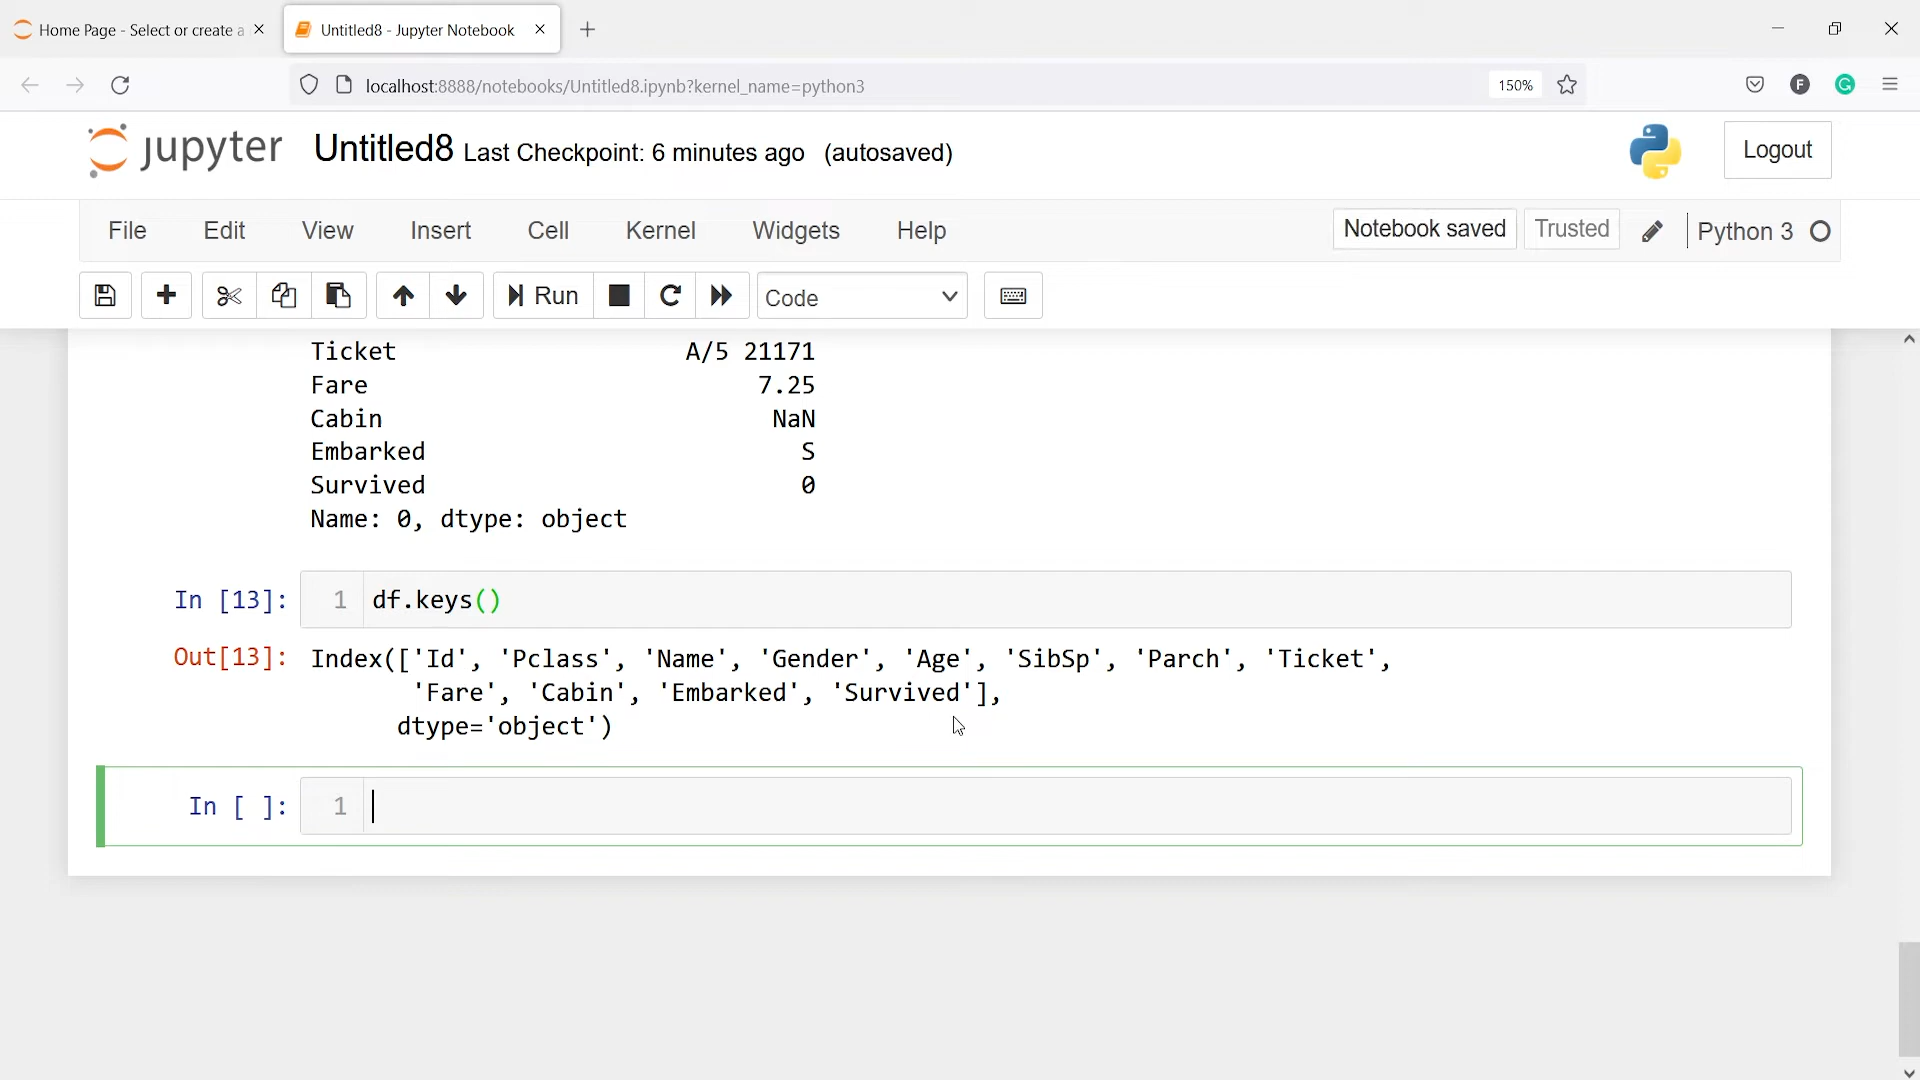 Home Page - Select or create a
Untitled8 - Jupyter Notebook
localhost:8888/notebooks/Untitled8.ipynb?kernel_name=python3
150%
F
G
jupyter Untitled8 Last Checkpoint: 6 minutes ago (autosaved)
Logout
File Edit View Insert Cell Kernel Widgets Help
Notebook saved Trusted Python 3
Run Code
Ticket A/5 21171
Fare 7.25
Cabin NaN
Embarked S
Survived 0
Name: 0, dtype: object
In [13]: 1 df.keys()
Out[13]: Index(['Id', 'Pclass', 'Name', 'Gender', 'Age', 'SibSp', 'Parch', 'Ticket',
'Fare', 'Cabin', 'Embarked', 'Survived'],
dtype='object')
In [ ]: 1